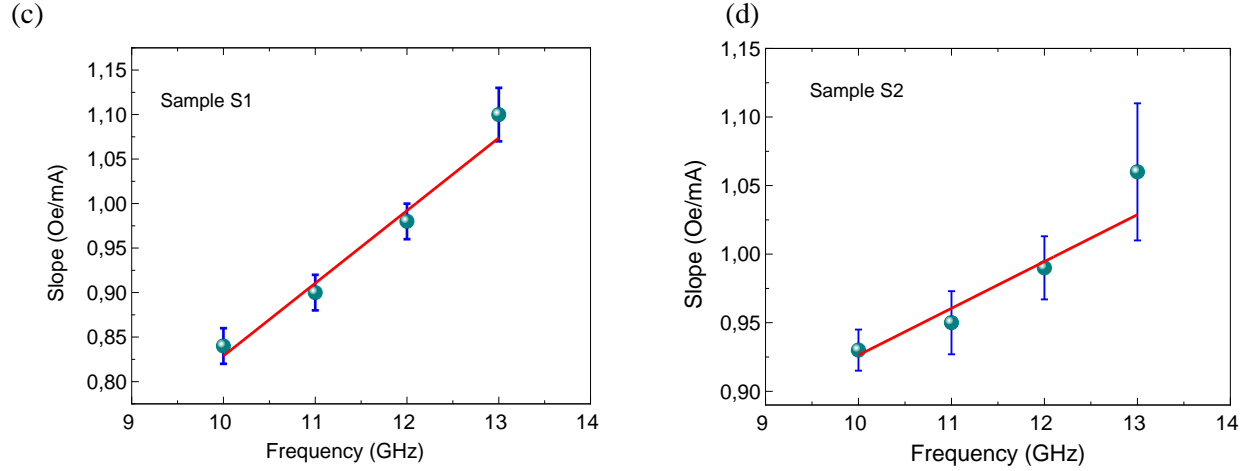 (c)
Sample S1
Slope (Oe/mA)
1,15
1,10
1,05
1,00
0,95
0,90
0,85
0,80
9 10 11 12 13 14
Frequency (GHz)
(d)
Sample S2
Slope (Oe/mA)
1,15
1,10
1,05
1,00
0,95
0,90
9 10 11 12 13 14
Frequency (GHz)